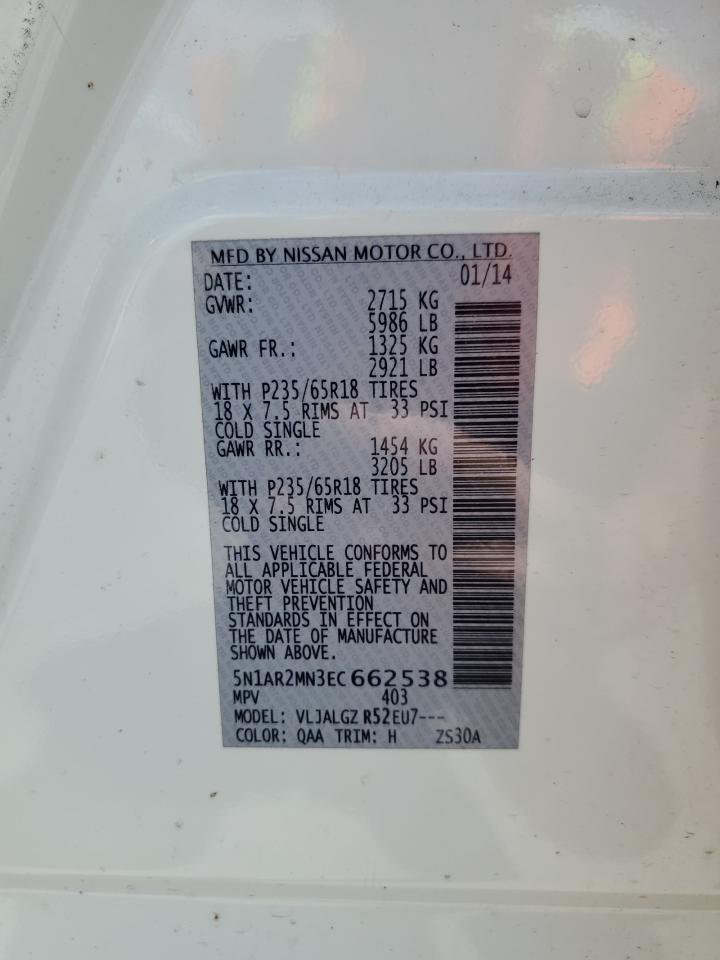 MFD BY NISSAN MOTOR CO., LTD.
DATE: 01/14
GVWR: 2715 KG
5986 LB
GAWR FR.: 1325 KG
2921 LB
WITH P235/65R18 TIRES
18 X 7.5 RIMS AT 33 PSI
COLD SINGLE
GAWR RR.: 1454 KG
3205 LB
WITH P235/65R18 TIRES
18 X 7.5 RIMS AT 33 PSI
COLD SINGLE
THIS VEHICLE CONFORMS TO
ALL APPLICABLE FEDERAL
MOTOR VEHICLE SAFETY AND
THEFT PREVENTION
STANDARDS IN EFFECT ON
THE DATE OF MANUFACTURE
SHOWN ABOVE.
5N1AR2MN3EC662538
MPV 403
MODEL: VLJALGZ R52EU7---
COLOR: QAA TRIM: H ZS30A